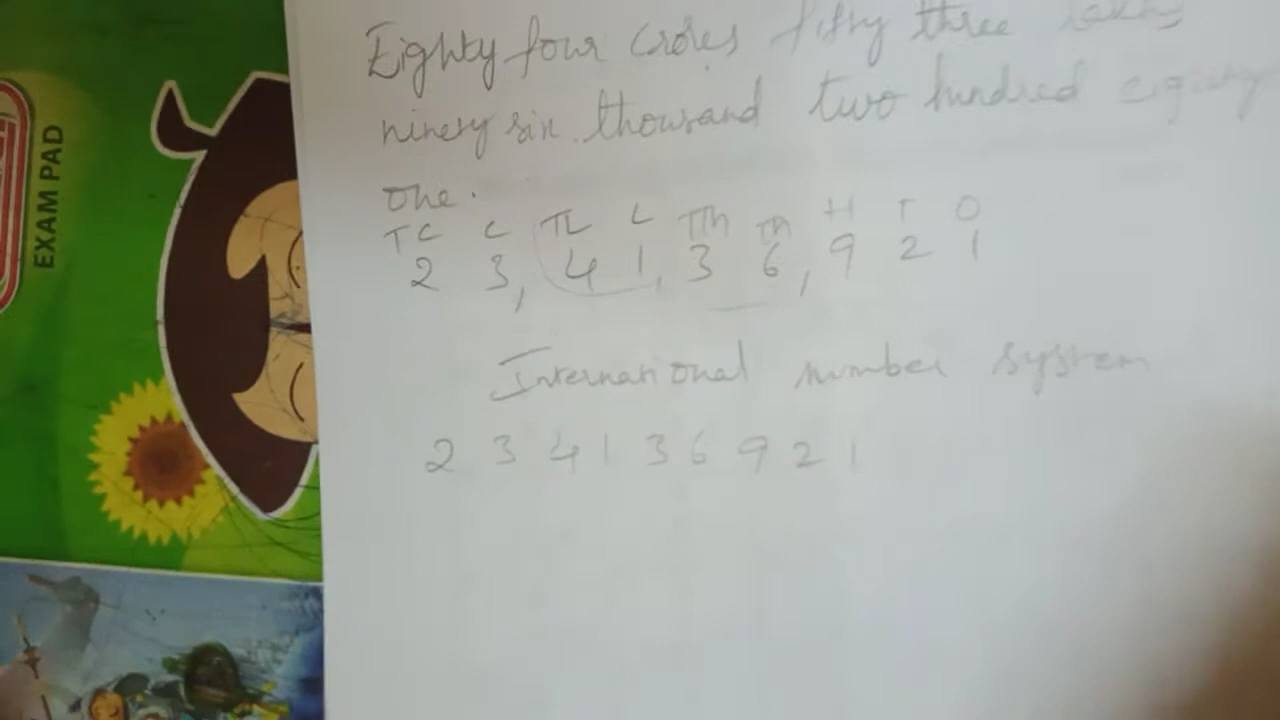 EXAM PAD
Eighty four crores fifty three lakhs
ninety six thousand two hundred eighty
one.
TC C TL L TTh Th H T O
2 3, 4 1, 3 6, 9 2 1
International number system
2 3 4 1 3 6 9 2 1